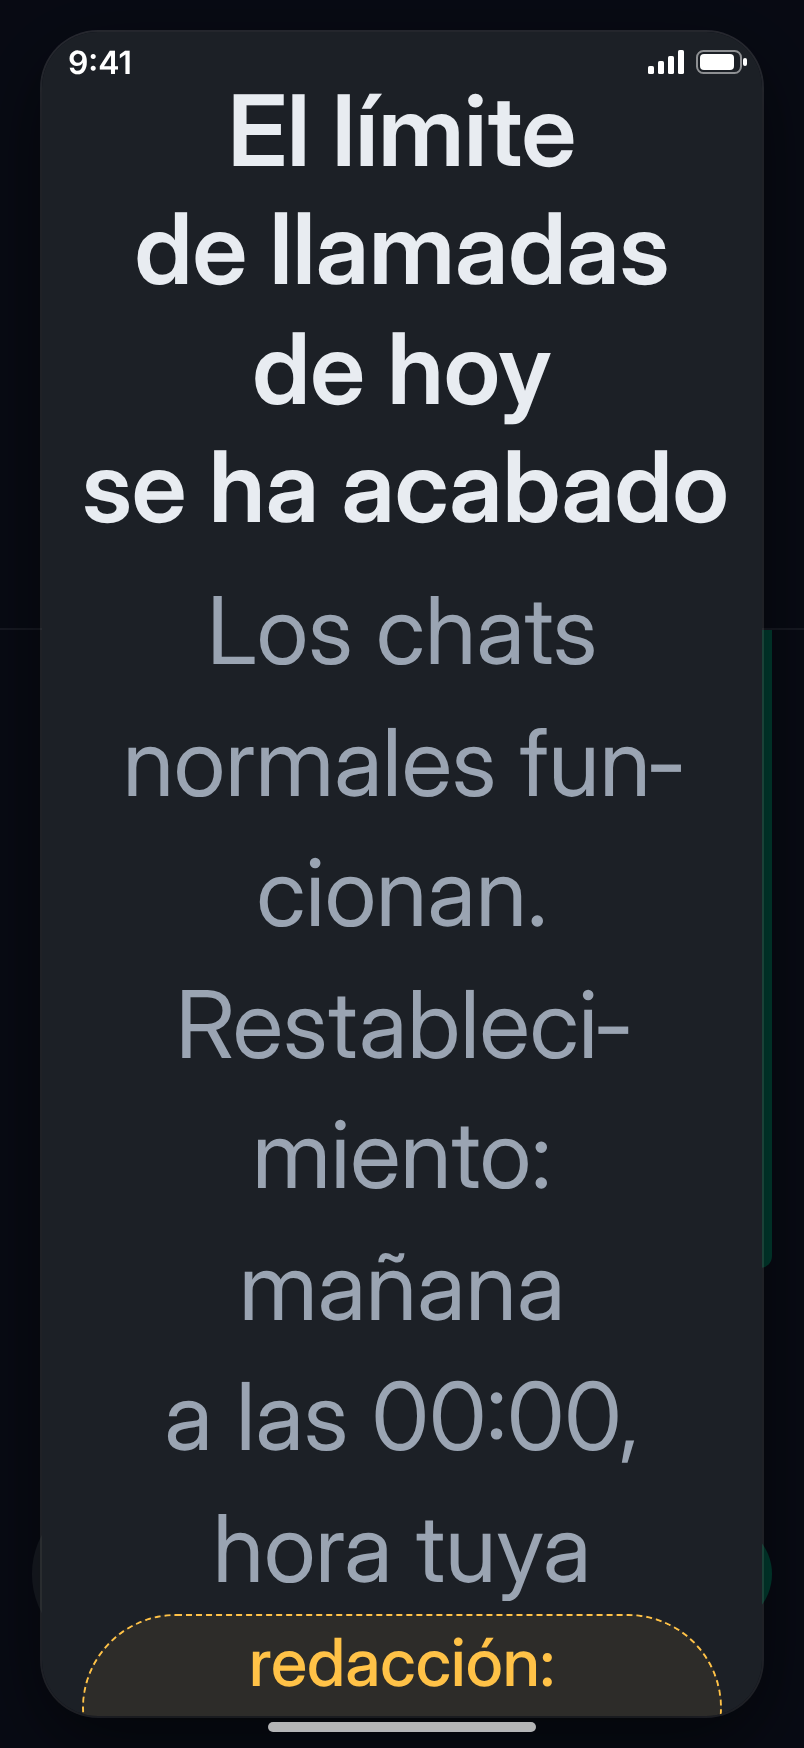 9:41
El límite
de llamadas
de hoy
se ha acabado
Los chats
normales fun-
cionan.
Restableci-
miento:
mañana
a las 00:00,
hora tuya
redacción: